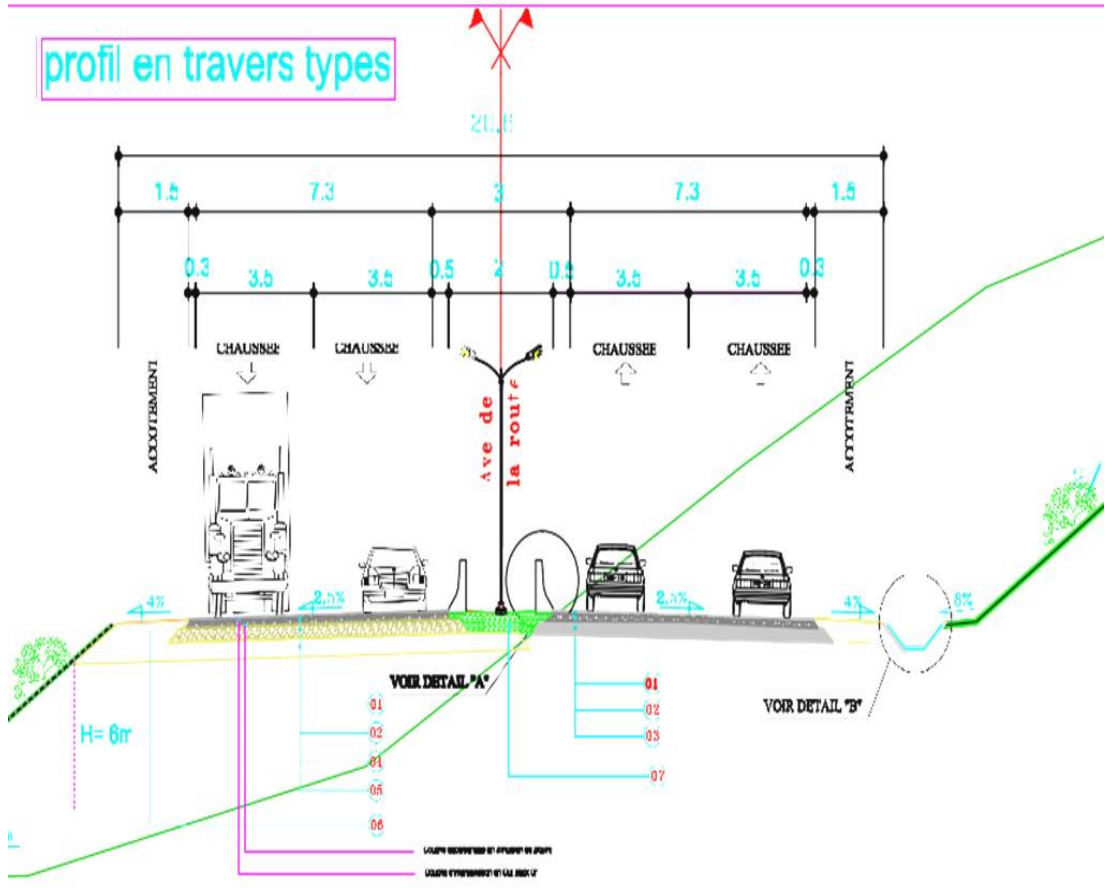 profil en travers types
20.6
1.5 7.3 3 7.3 1.5
0.3 3.5 3.5 0.5 2 0.5 3.5 3.5 0.3
CHAUSSEE CHAUSSEE CHAUSSEE CHAUSSEE
ACCOTEMENT
Axe de
la route
ACCOTEMENT
4% 2,5% 2,5% 4% 8%
VOIR DETAIL "A"
VOIR DETAIL "B"
H= 6m
01
02
04
05
06
01
02
03
07